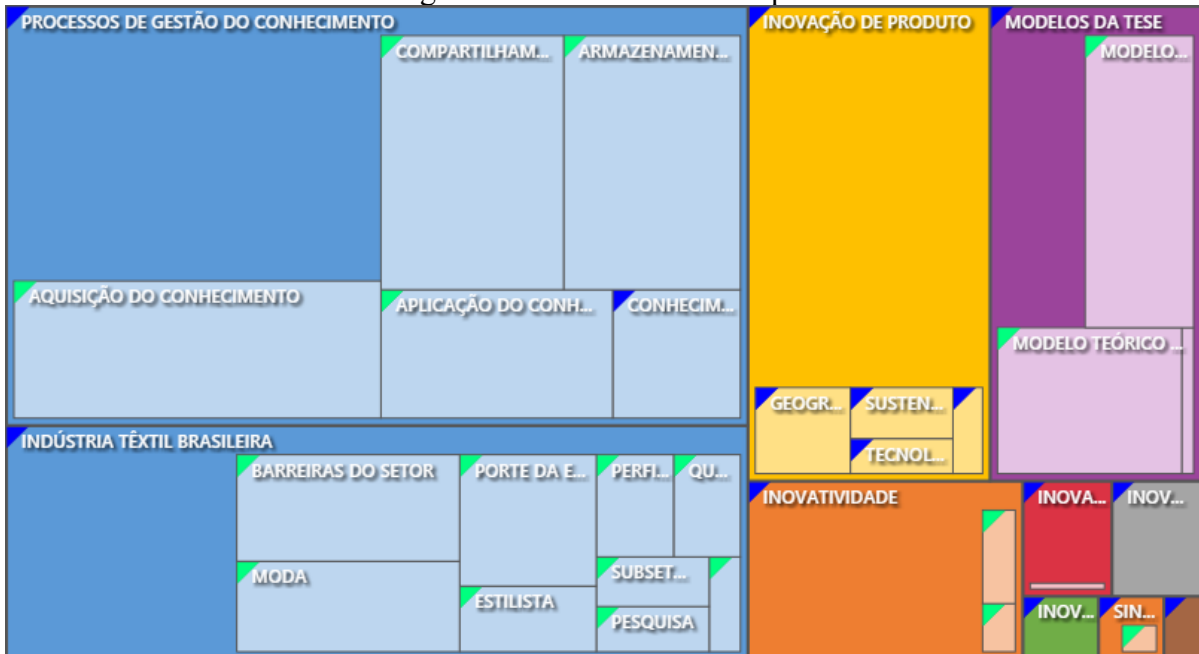 PROCESSOS DE GESTÃO DO CONHECIMENTO
COMPARTILHAM...
ARMAZENAMEN...
AQUISIÇÃO DO CONHECIMENTO
APLICAÇÃO DO CONH...
CONHECIM...
INDÚSTRIA TÊXTIL BRASILEIRA
BARREIRAS DO SETOR
PORTE DA E...
PERFI...
QU...
MODA
ESTILISTA
SUBSET...
PESQUISA
INOVAÇÃO DE PRODUTO
GEOGR...
SUSTEN...
TECNOL...
MODELOS DA TESE
MODELO...
MODELO TEÓRICO ...
INOVATIVIDADE
INOVA...
INOV...
INOV...
SIN...